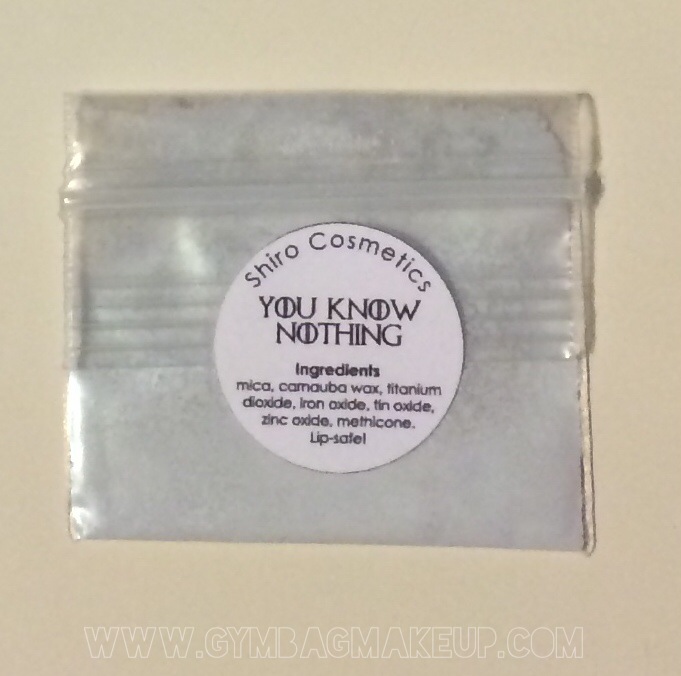 Shiro Cosmetics
YOU KNOW
NOTHING
Ingredients
mica, carnauba wax, titanium
dioxide, iron oxide, tin oxide,
zinc oxide, methicone.
Lip-safe!
WWW.GYMBAGMAKEUP.COM